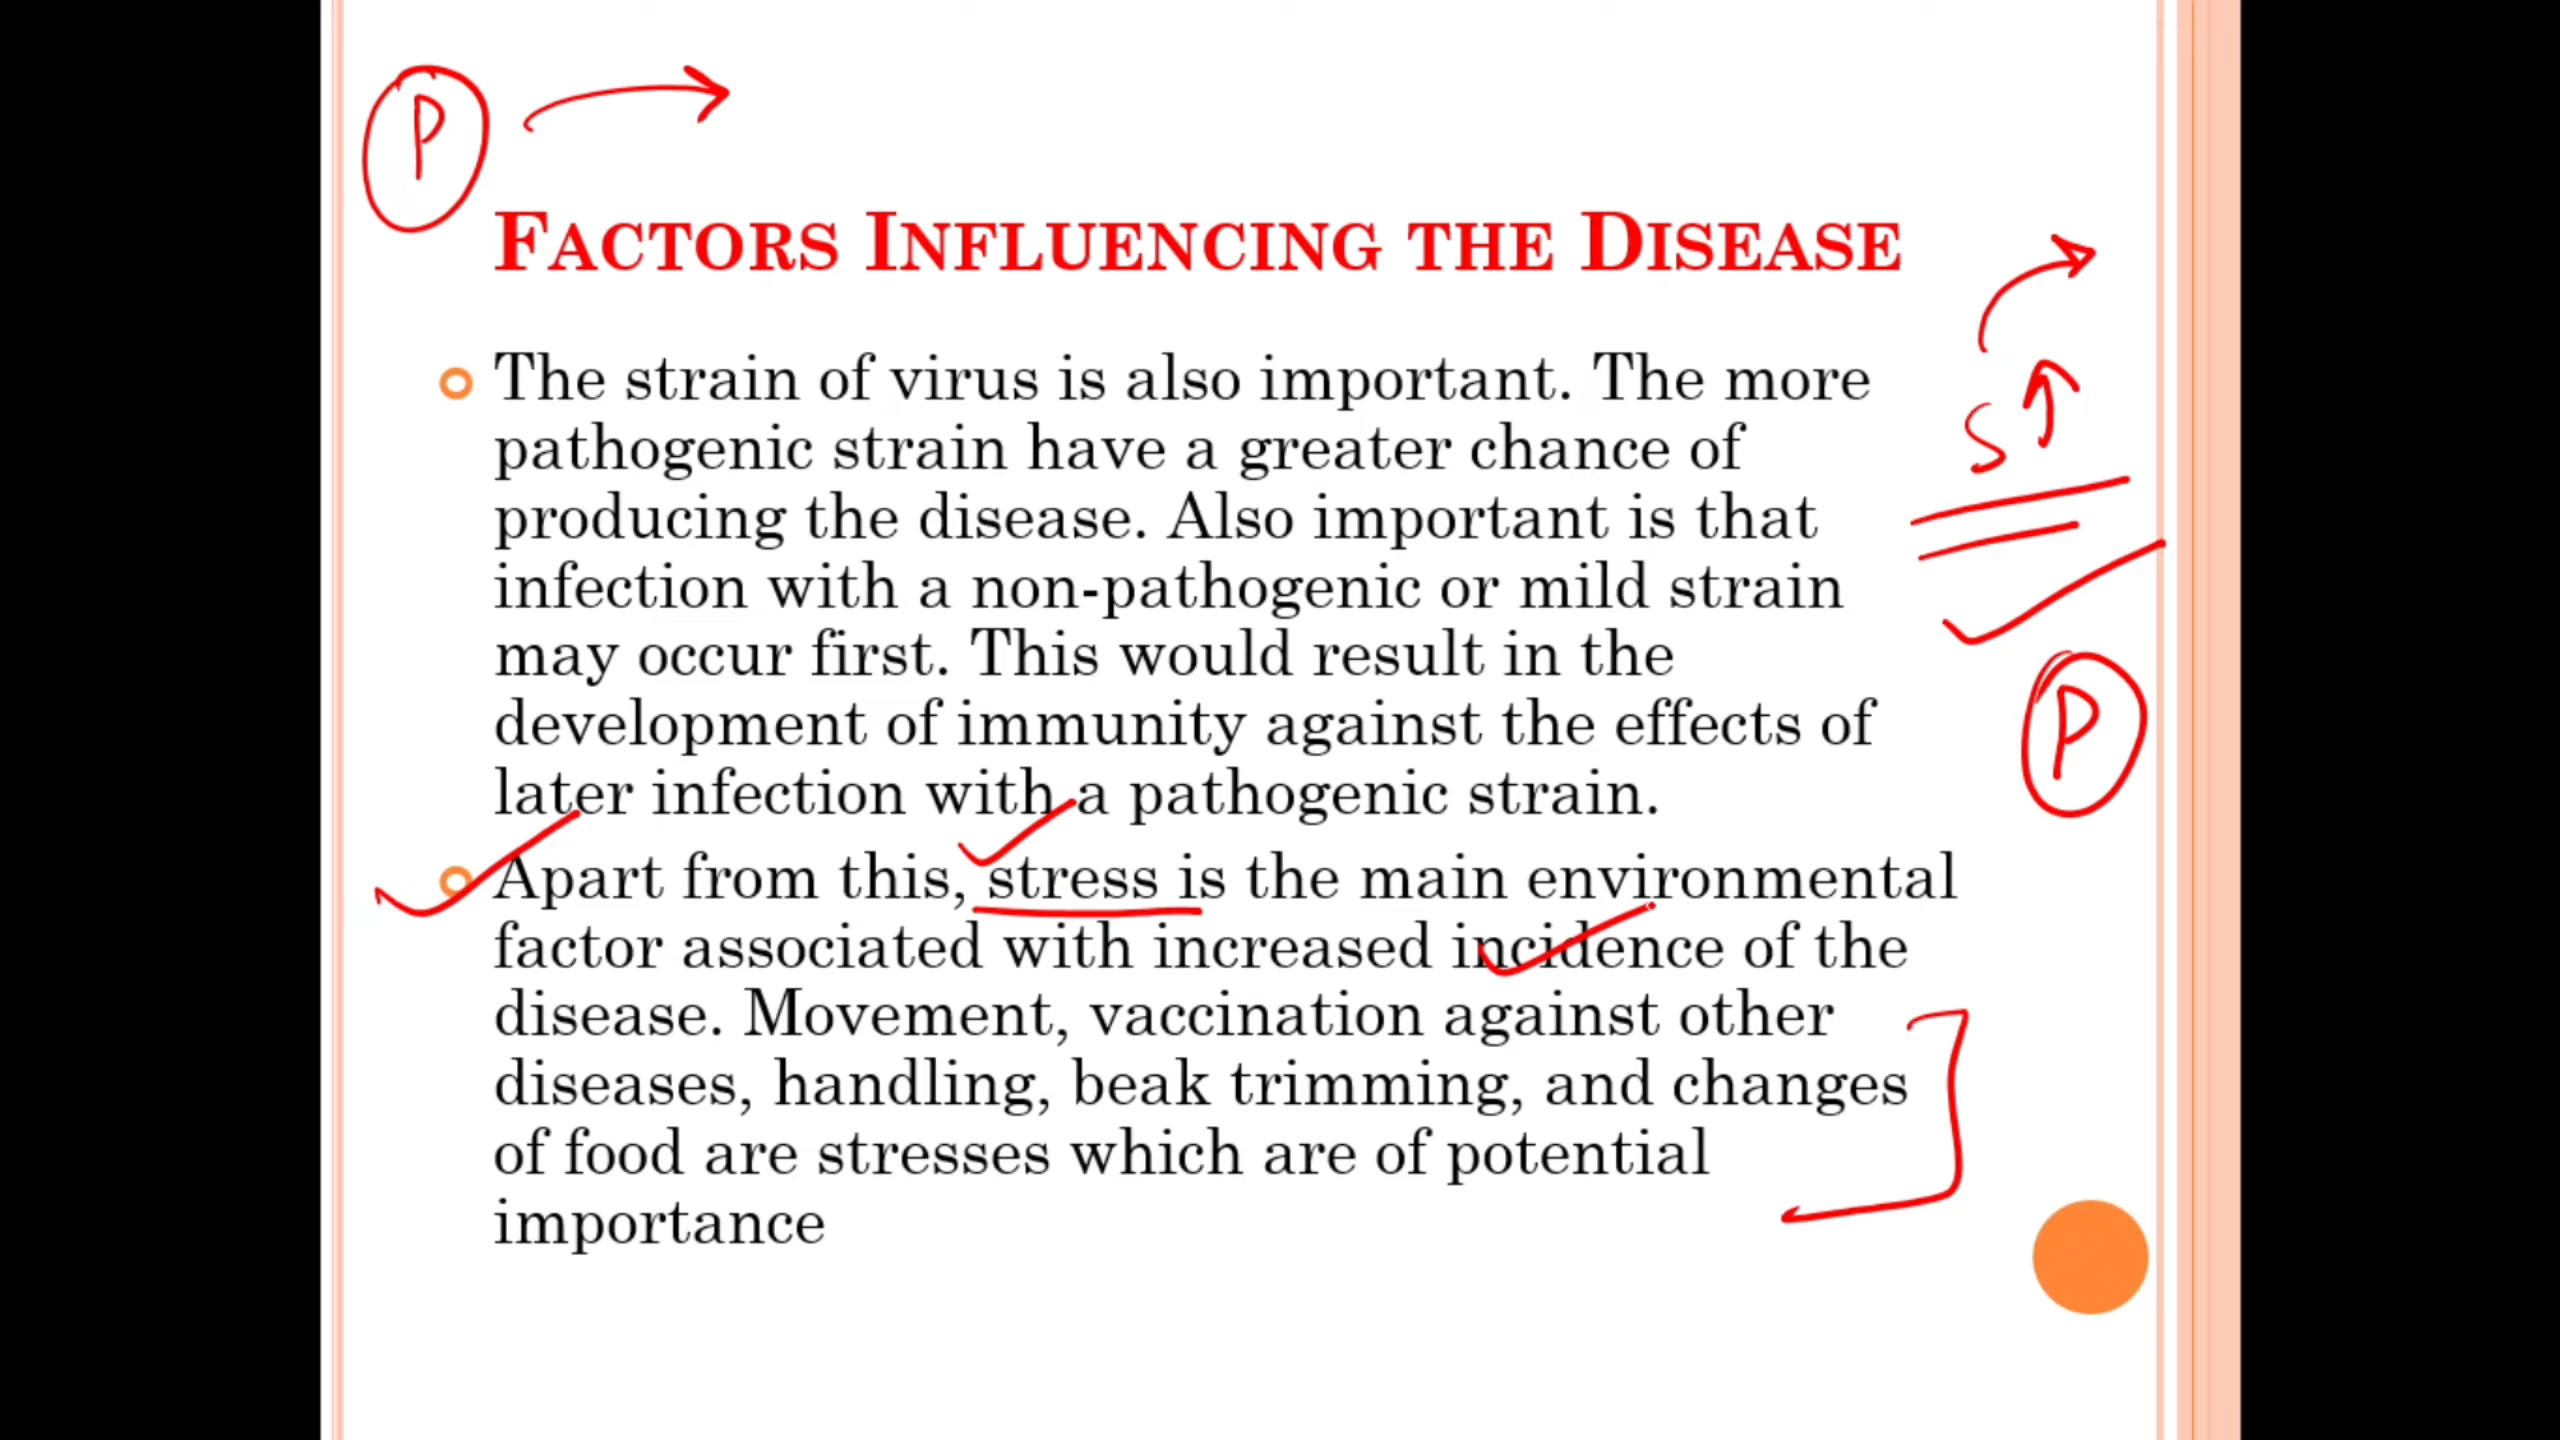 P
FACTORS INFLUENCING THE DISEASE
The strain of virus is also important. The more
pathogenic strain have a greater chance of
producing the disease. Also important is that
infection with a non-pathogenic or mild strain
may occur first. This would result in the
development of immunity against the effects of
later infection with a pathogenic strain.
S↑
P
Apart from this, stress is the main environmental
factor associated with increased incidence of the
disease. Movement, vaccination against other
diseases, handling, beak trimming, and changes
of food are stresses which are of potential
importance